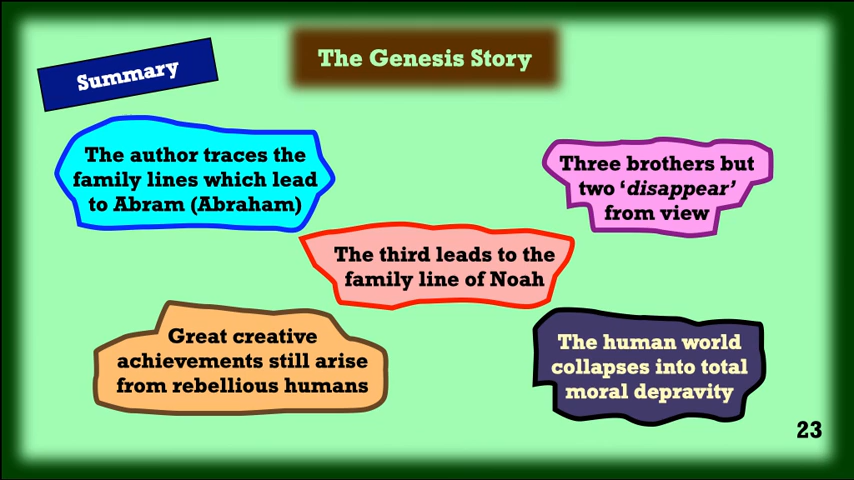 The Genesis Story
Summary
The author traces the
family lines which lead
to Abram (Abraham)
Three brothers but
two ‘disappear’
from view
The third leads to the
family line of Noah
Great creative
achievements still arise
from rebellious humans
The human world
collapses into total
moral depravity
23